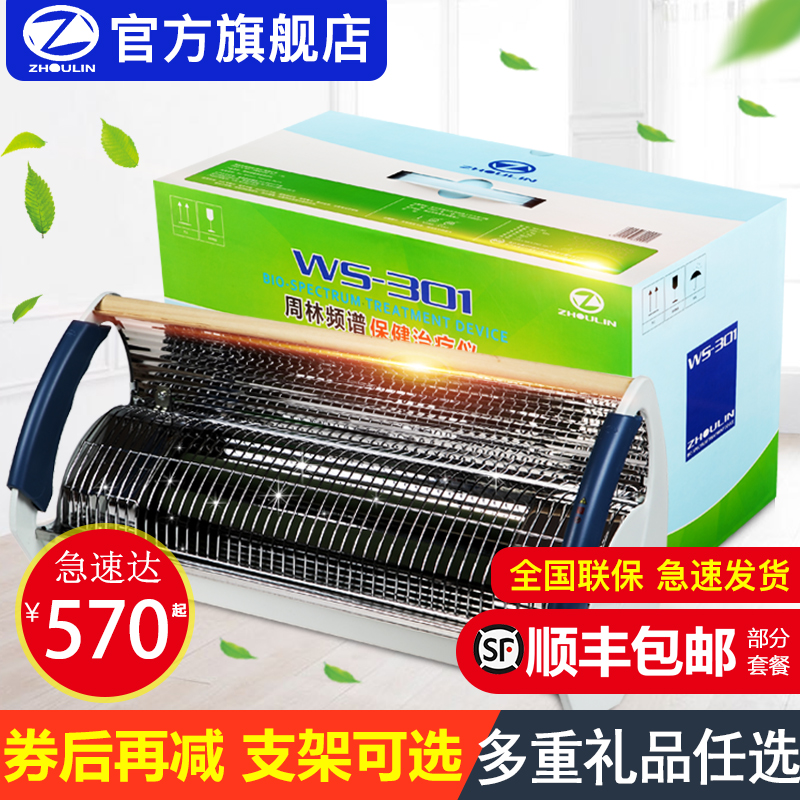 ZHOULIN
官方旗舰店
ZHOULIN
WS-301
BIO-SPECTRUM TREATMENT DEVICE
周林频谱 保健治疗仪
ZHOULIN
WS-301
ZHOULIN
急速达
¥570起
全国联保 急速发货
SF 顺丰包邮 部分套餐
券后再减 支架可选 多重礼品任选